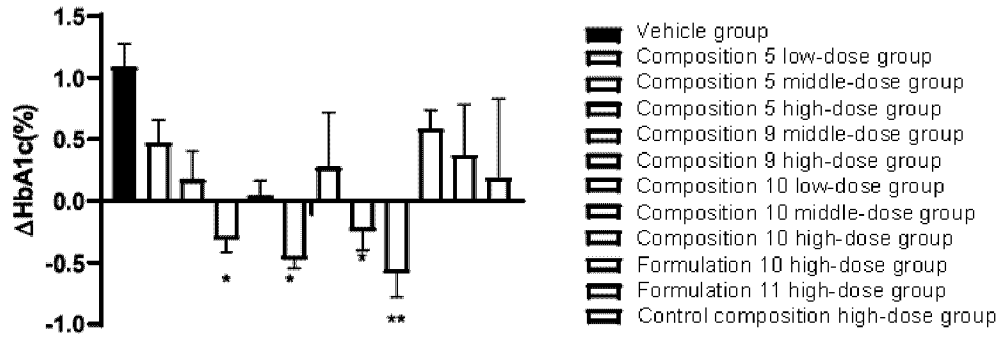 ΔHbA1c(%)
1.5
1.0
0.5
0.0
-0.5
-1.0
*
*
*
**
Vehicle group
Composition 5 low-dose group
Composition 5 middle-dose group
Composition 5 high-dose group
Composition 9 middle-dose group
Composition 9 high-dose group
Composition 10 low-dose group
Composition 10 middle-dose group
Composition 10 high-dose group
Formulation 10 high-dose group
Formulation 11 high-dose group
Control composition high-dose group